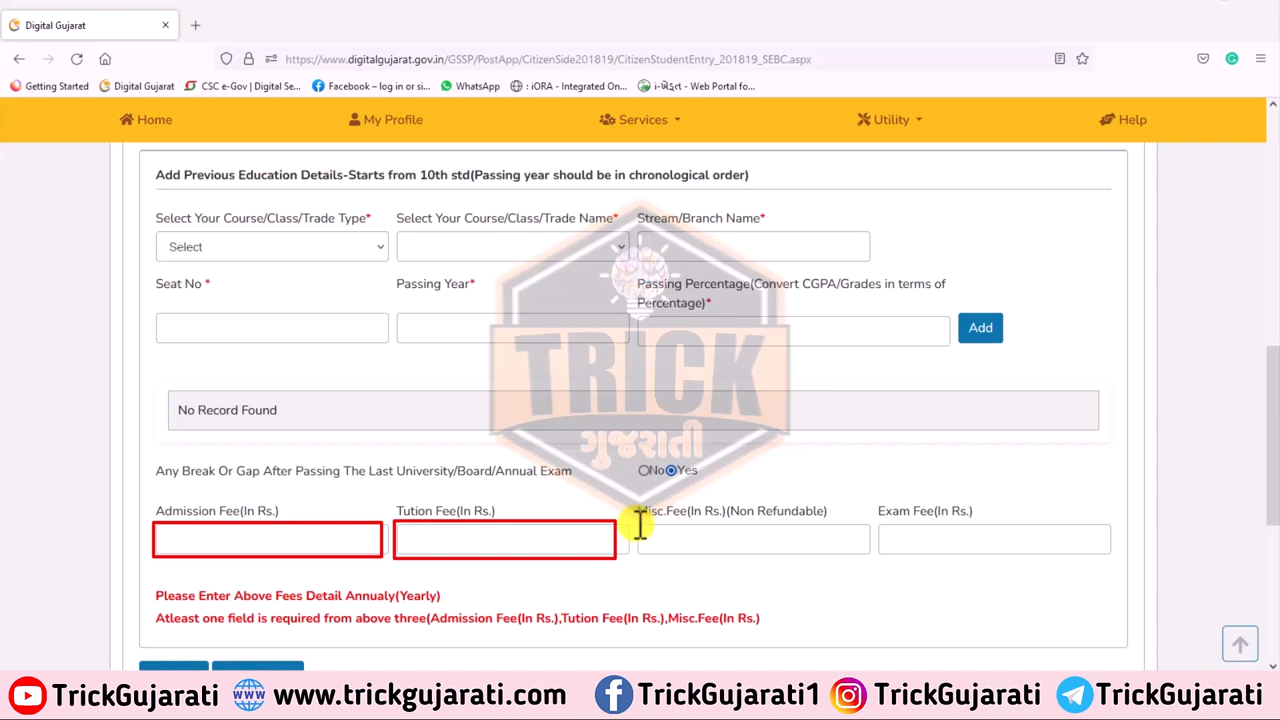 Digital Gujarat
https://www.digitalgujarat.gov.in/GSSP/PostApp/CitizenSide201819/CitizenStudentEntry_201819_SEBC.aspx
Getting Started Digital Gujarat CSC e-Gov | Digital Se... Facebook – log in or si... WhatsApp : iORA - Integrated On... i-ખેડૂત - Web Portal fo...
Home My Profile Services Utility Help
Add Previous Education Details-Starts from 10th std(Passing year should be in chronological order)
Select Your Course/Class/Trade Type* Select Your Course/Class/Trade Name* Stream/Branch Name*
Select
Seat No * Passing Year* Passing Percentage(Convert CGPA/Grades in terms of
Percentage)*
Add
TRICK
ગુજરાતી
No Record Found
Any Break Or Gap After Passing The Last University/Board/Annual Exam No Yes
Admission Fee(In Rs.) Tution Fee(In Rs.) Misc.Fee(In Rs.)(Non Refundable) Exam Fee(In Rs.)
Please Enter Above Fees Detail Annualy(Yearly)
Atleast one field is required from above three(Admission Fee(In Rs.),Tution Fee(In Rs.),Misc.Fee(In Rs.)
TrickGujarati www.trickgujarati.com TrickGujarati1 TrickGujarati TrickGujarati